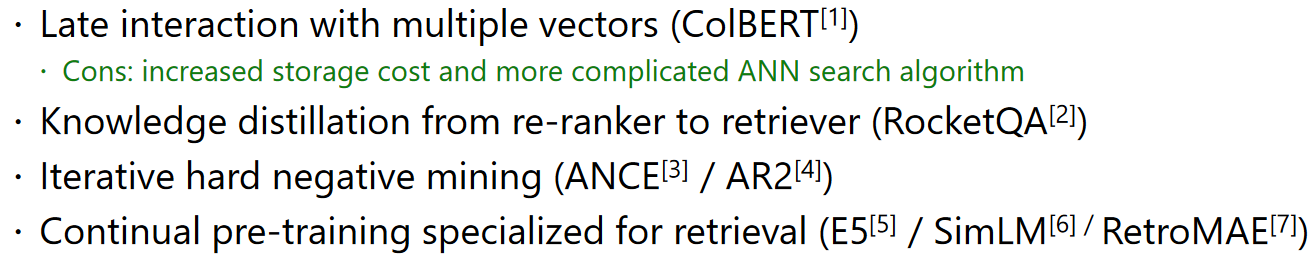 · Late interaction with multiple vectors (ColBERT[1])
· Cons: increased storage cost and more complicated ANN search algorithm
· Knowledge distillation from re-ranker to retriever (RocketQA[2])
· Iterative hard negative mining (ANCE[3] / AR2[4])
· Continual pre-training specialized for retrieval (E5[5] / SimLM[6] / RetroMAE[7])